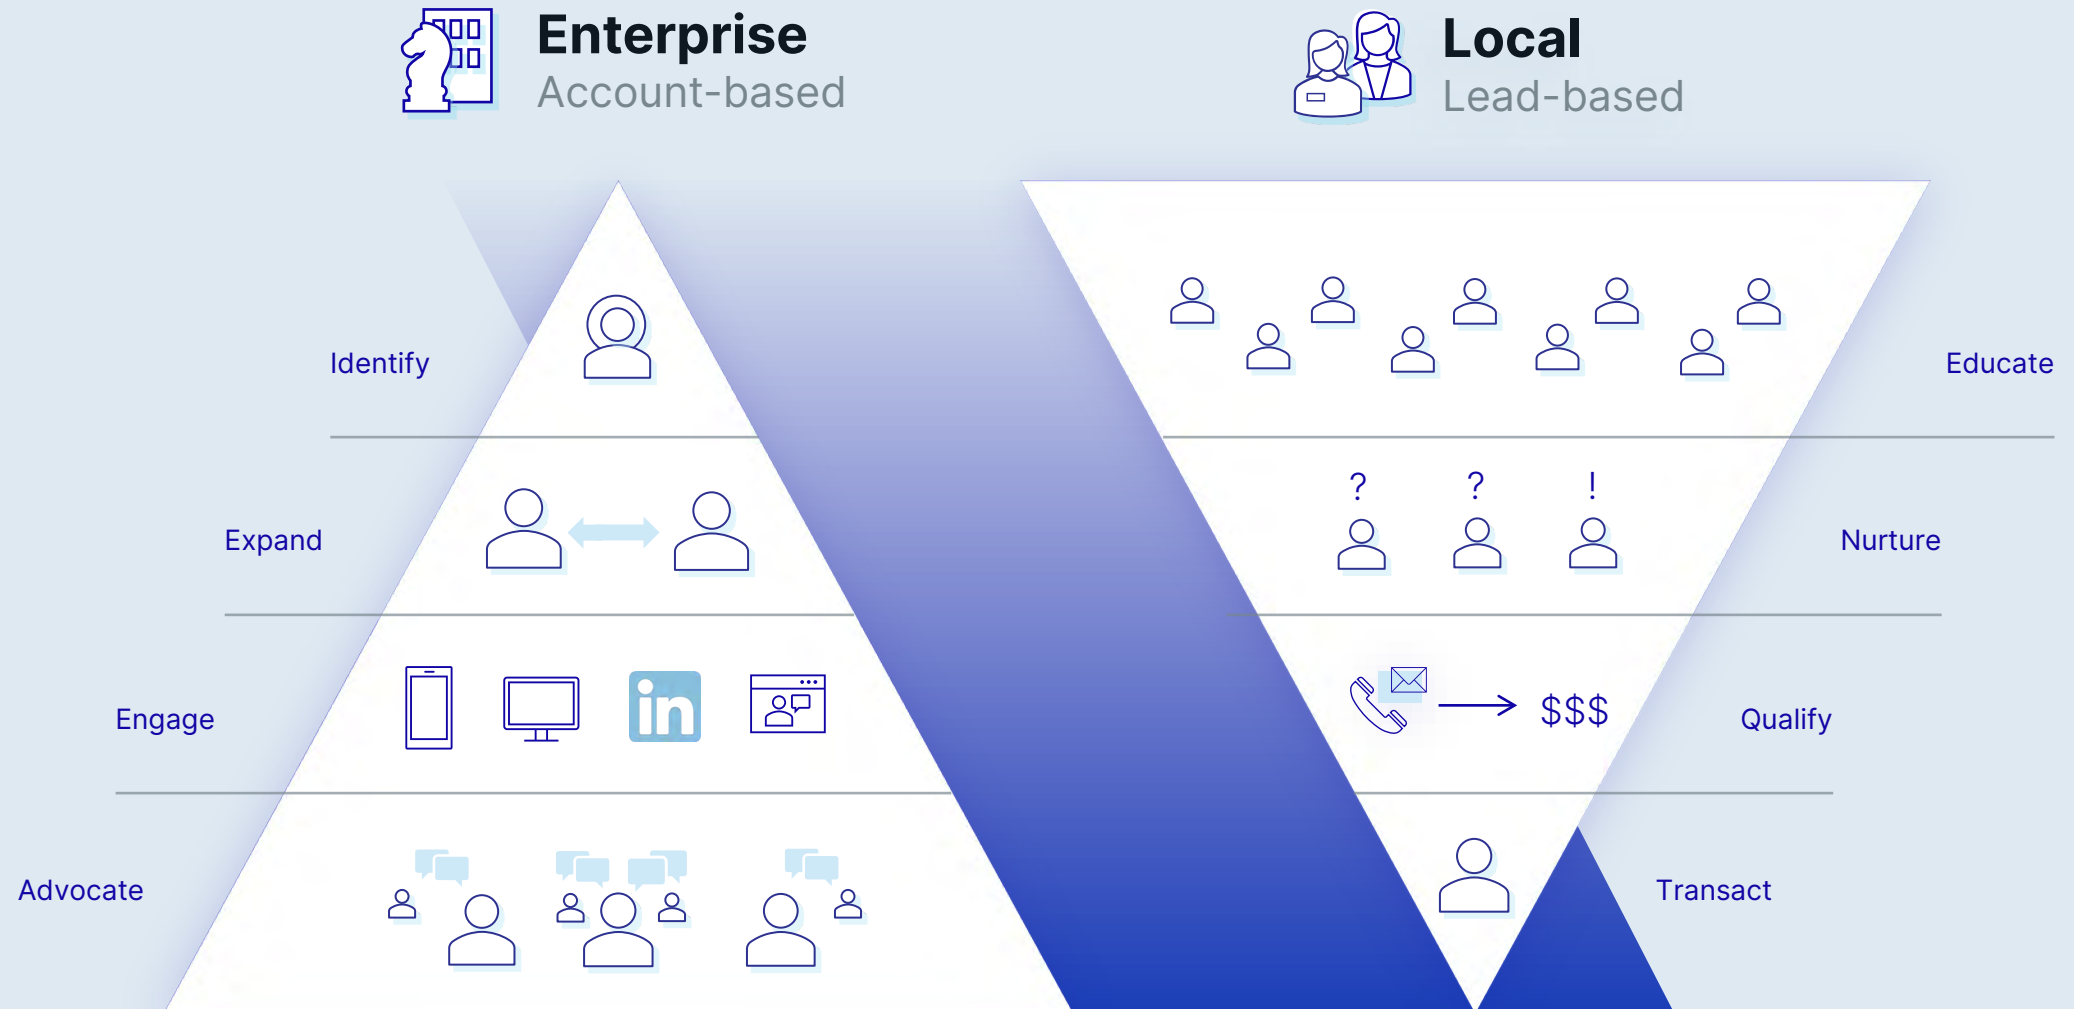 Enterprise
Account-based
Identify
Expand
Engage
in
Advocate
Local
Lead-based
Educate
? ? !
Nurture
$$$
Qualify
Transact